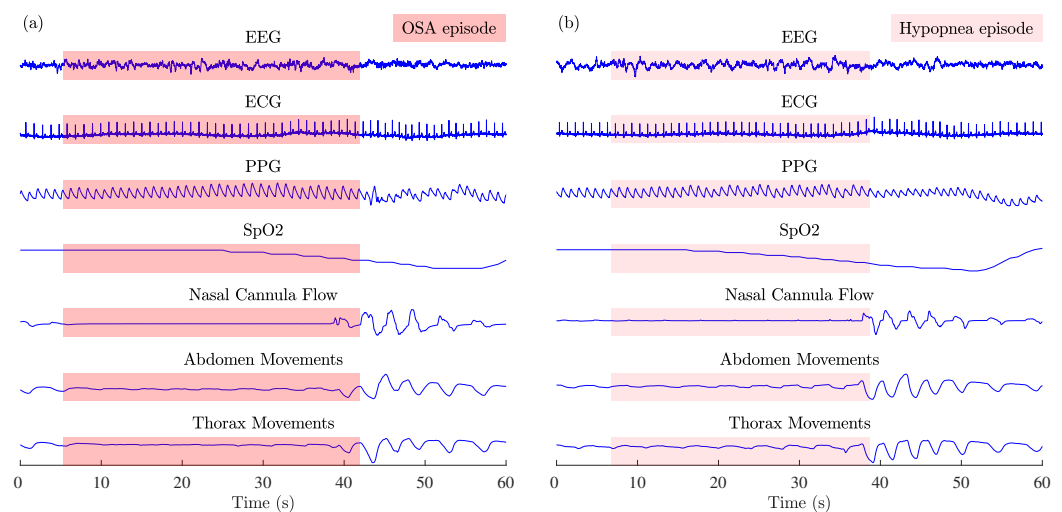 (a)
OSA episode
EEG
ECG
PPG
SpO2
Nasal Cannula Flow
Abdomen Movements
Thorax Movements
0 10 20 30 40 50 60
Time (s)
(b)
Hypopnea episode
EEG
ECG
PPG
SpO2
Nasal Cannula Flow
Abdomen Movements
Thorax Movements
0 10 20 30 40 50 60
Time (s)